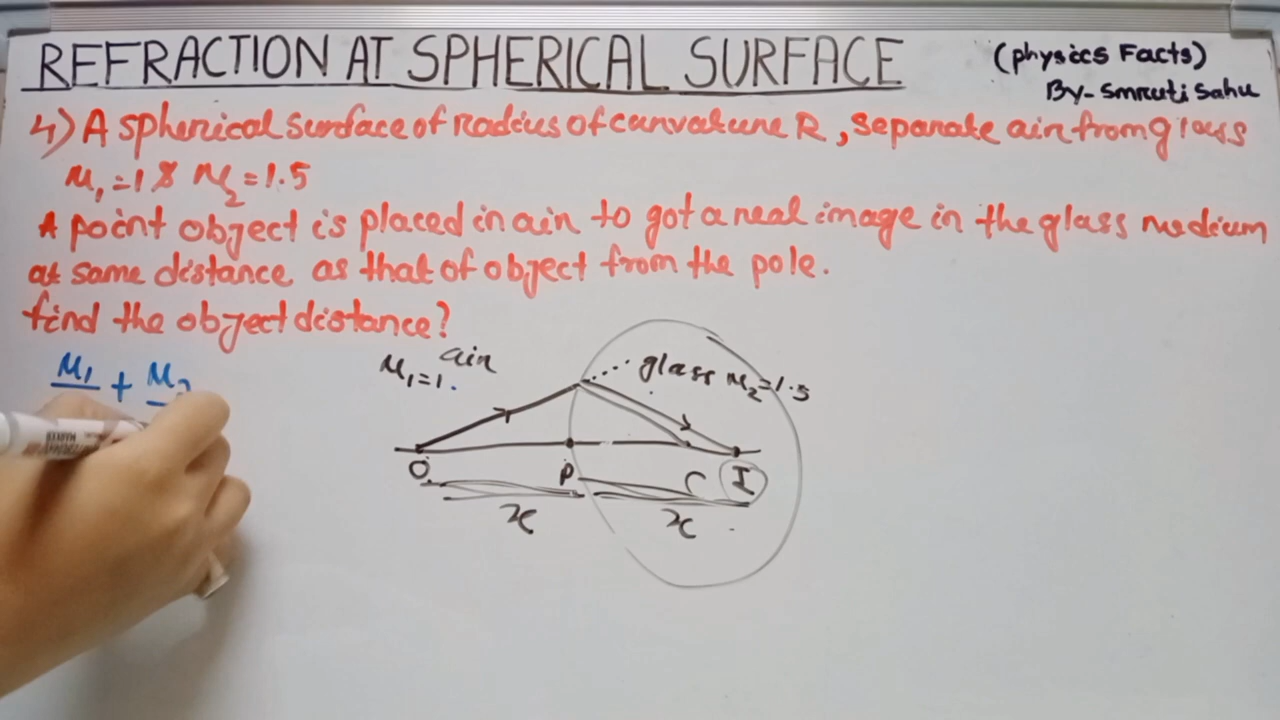 REFRACTION AT SPHERICAL SURFACE
(physics Facts)
By-Smruti Sahu
4) A spherical surface of radius of curvature R, separate air from glass
μ₁=1 & μ₂=1.5
A point object is placed in air to got a real image in the glass medium
at same distance as that of object from the pole.
find the object distance?
μ₁ + μ₂
air
μ₁=1.
glass μ₂=1.5
O P C I
x x